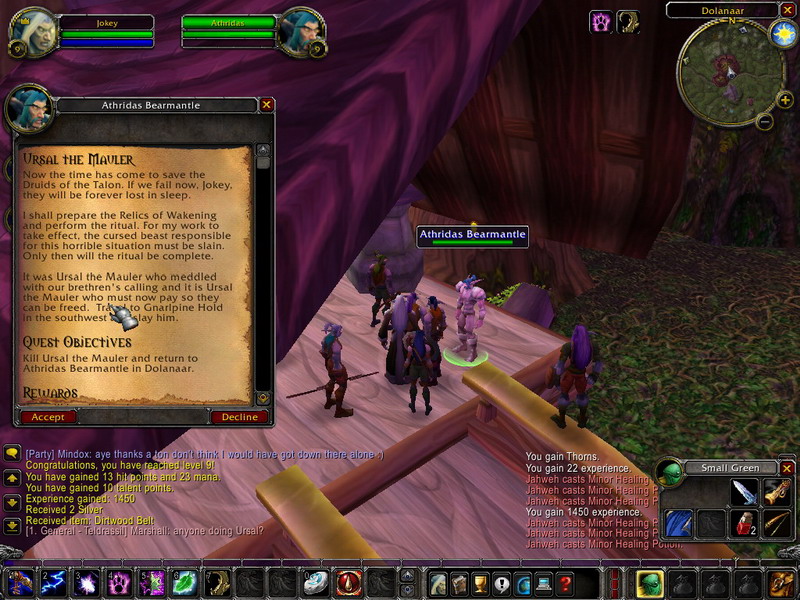 Jokey
Athridas
9
9
Dolanaar
N
Athridas Bearmantle
Ursal the Mauler
Now the time has come to save the
Druids of the Talon. If we fail now, Jokey,
they will be forever lost in sleep.
I shall prepare the Relics of Wakening
and perform the ritual. For my work to
take effect, the cursed beast responsible
for this horrible situation must be slain.
Only then will the ritual be complete.
It was Ursal the Mauler who meddled
with our brethren's calling and it is Ursal
the Mauler who must now pay so they
can be freed. to Gnarlpine Hold
in the southwest slay him.
Quest Objectives
Kill Ursal the Mauler and return to
Athridas Bearmantle in Dolanaar.
Rewards
Accept
Decline
Athridas Bearmantle
[Party] Mindox: aye thanks a ton don't think I would have got down there alone :)
Congratulations, you have reached level 9!
You have gained 13 hit points and 23 mana.
You have gained 10 talent points.
Experience gained: 1450
Received 2 Silver
Received item: Dirtwood Belt
[1. General - Teldrassil] Marshall: anyone doing Ursal?
You gain Thorns.
You gain 22 experience.
Jahweh casts Minor Healing P
Jahweh casts Minor Healing P
You gain 1450 experience.
Jahweh casts Minor Healing P
Jahweh casts Minor Healing P
Jahweh casts Minor Healing Potion.
Small Green
2
2
3
4
5
6
7
0